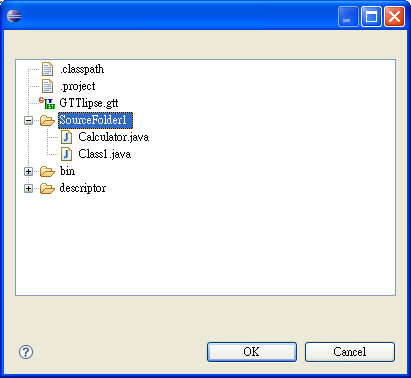 .classpath
.project
GTTlipse.gtt
SourceFolder1
Calculator.java
Class1.java
bin
descriptor
OK
Cancel